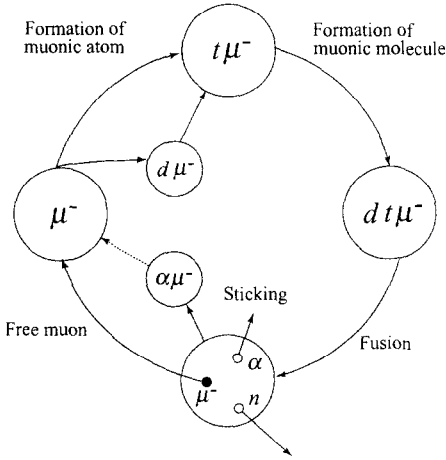 Formation of
muonic atom
tμ⁻
Formation of
muonic molecule
dμ⁻
μ⁻
dtμ⁻
αμ⁻
Sticking
Free muon
α
Fusion
μ⁻
n